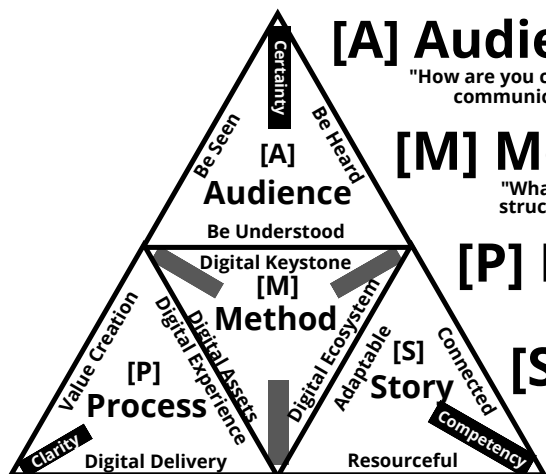 Certainty
Be Seen
Be Heard
[A]
Audience
Be Understood
Digital Keystone
[M]
Method
Digital Assets
Digital Ecosystem
Value Creation
Digital Experience
[P]
Process
Clarity
Digital Delivery
Adaptable
Connected
[S]
Story
Competency
Resourceful
[A] Audie
"How are you c
communic
[M] M
"Wha
struc
[P]
[S